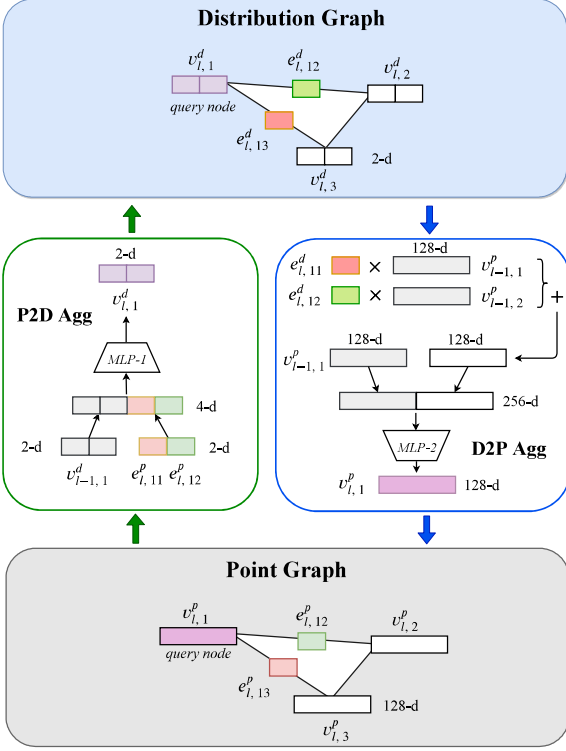 Distribution Graph
v^d_{l, 1}
e^d_{l, 12}
v^d_{l, 2}
query node
e^d_{l, 13}
2-d
v^d_{l, 3}
2-d
v^d_{l, 1}
P2D Agg
MLP-1
4-d
2-d
2-d
v^d_{l-1, 1}
e^p_{l, 11}
e^p_{l, 12}
128-d
e^d_{l, 11} × v^p_{l-1, 1}
e^d_{l, 12} × v^p_{l-1, 2}
+
128-d
128-d
v^p_{l-1, 1}
256-d
MLP-2
D2P Agg
v^p_{l, 1}
128-d
Point Graph
v^p_{l, 1}
e^p_{l, 12}
v^p_{l, 2}
query node
e^p_{l, 13}
128-d
v^p_{l, 3}